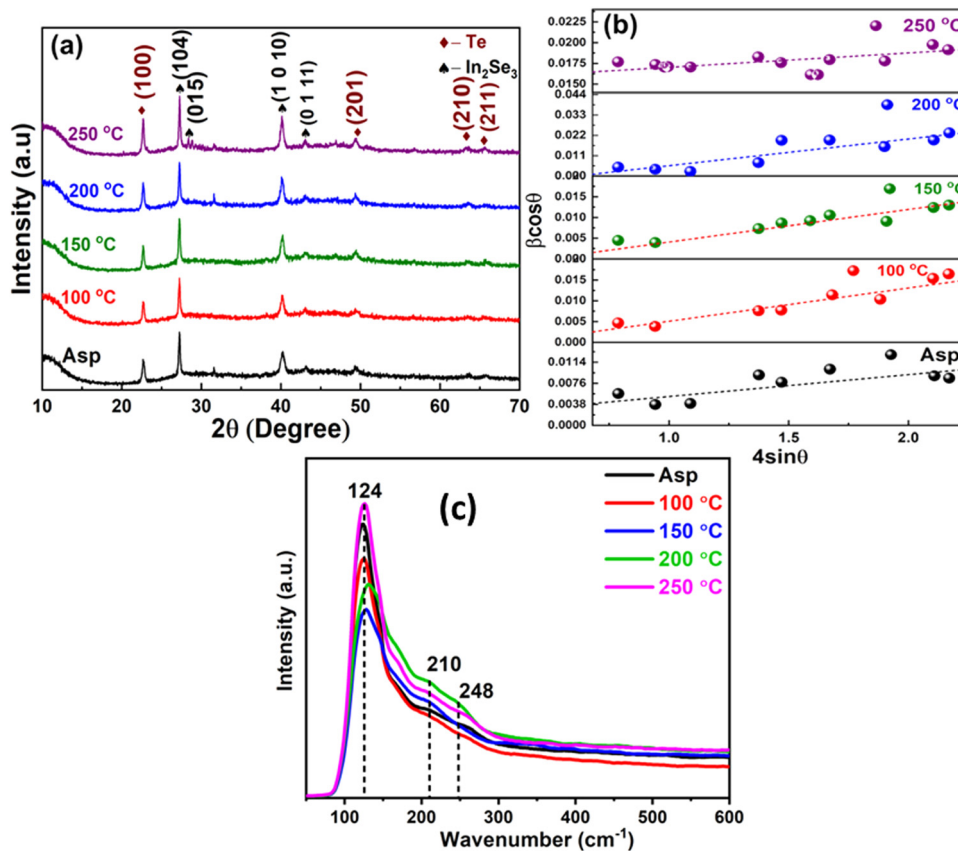 (a)
♦– Te
♠– In₂Se₃
(100)
(104)
(015)
(1 0 10)
(0 1 11)
(201)
(210)
(211)
250 °C
200 °C
150 °C
100 °C
Asp
Intensity (a.u)
10 20 30 40 50 60 70
2θ (Degree)
(b)
250 °C
0.0225
0.0200
0.0175
0.0150
200 °C
0.044
0.033
0.022
0.011
150 °C
0.015
0.010
0.005
100 °C
0.015
0.010
0.005
0.000
Asp
0.0114
0.0076
0.0038
0.0000
βcosθ
1.0 1.5 2.0
4sinθ
(c)
124
210
248
Asp
100 °C
150 °C
200 °C
250 °C
Intensity (a.u.)
100 200 300 400 500 600
Wavenumber (cm⁻¹)